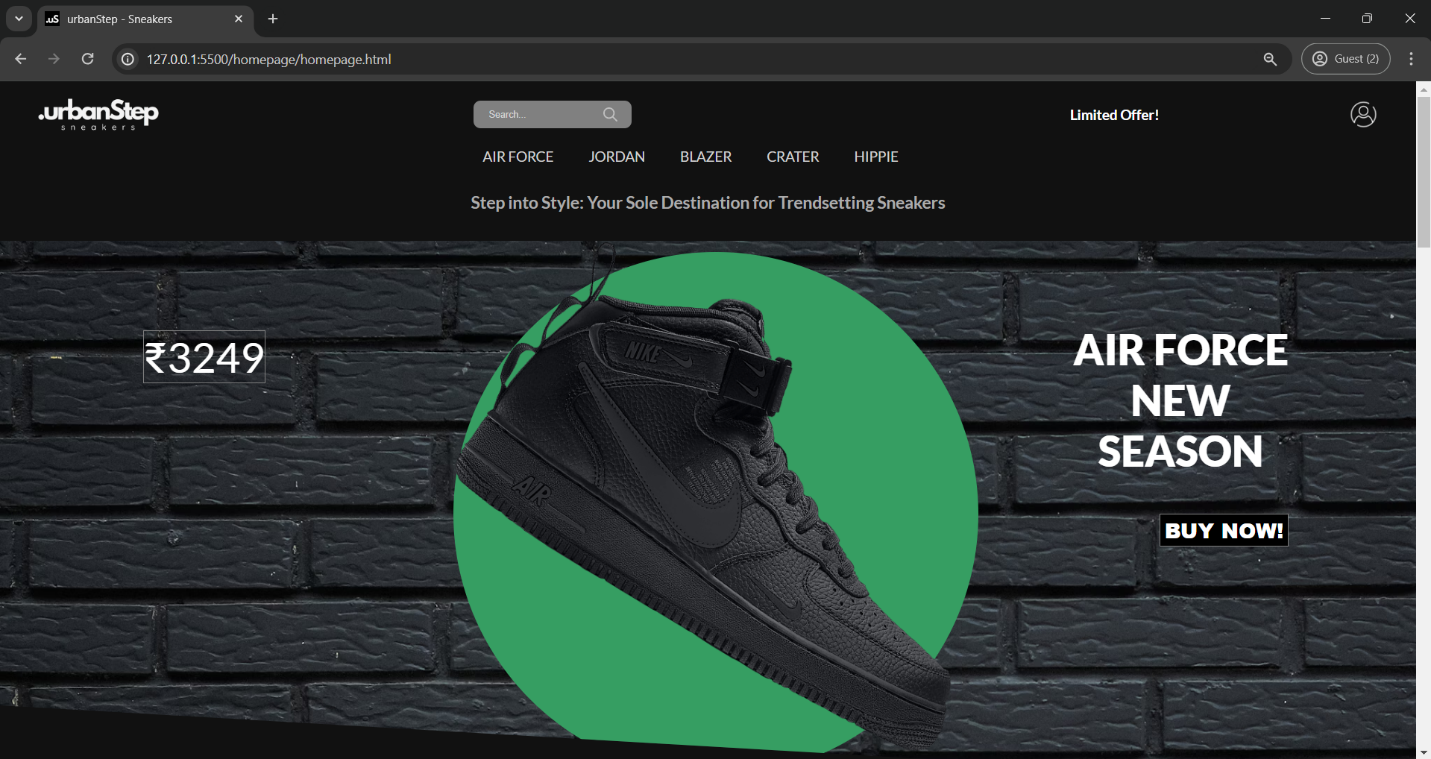 .uS urbanStep - Sneakers
127.0.0.1:5500/homepage/homepage.html
Guest (2)
.urbanStep
sneakers
Search...
Limited Offer!
AIR FORCE JORDAN BLAZER CRATER HIPPIE
Step into Style: Your Sole Destination for Trendsetting Sneakers
₹3249
NIKE
AIR
AIR FORCE
NEW
SEASON
BUY NOW!